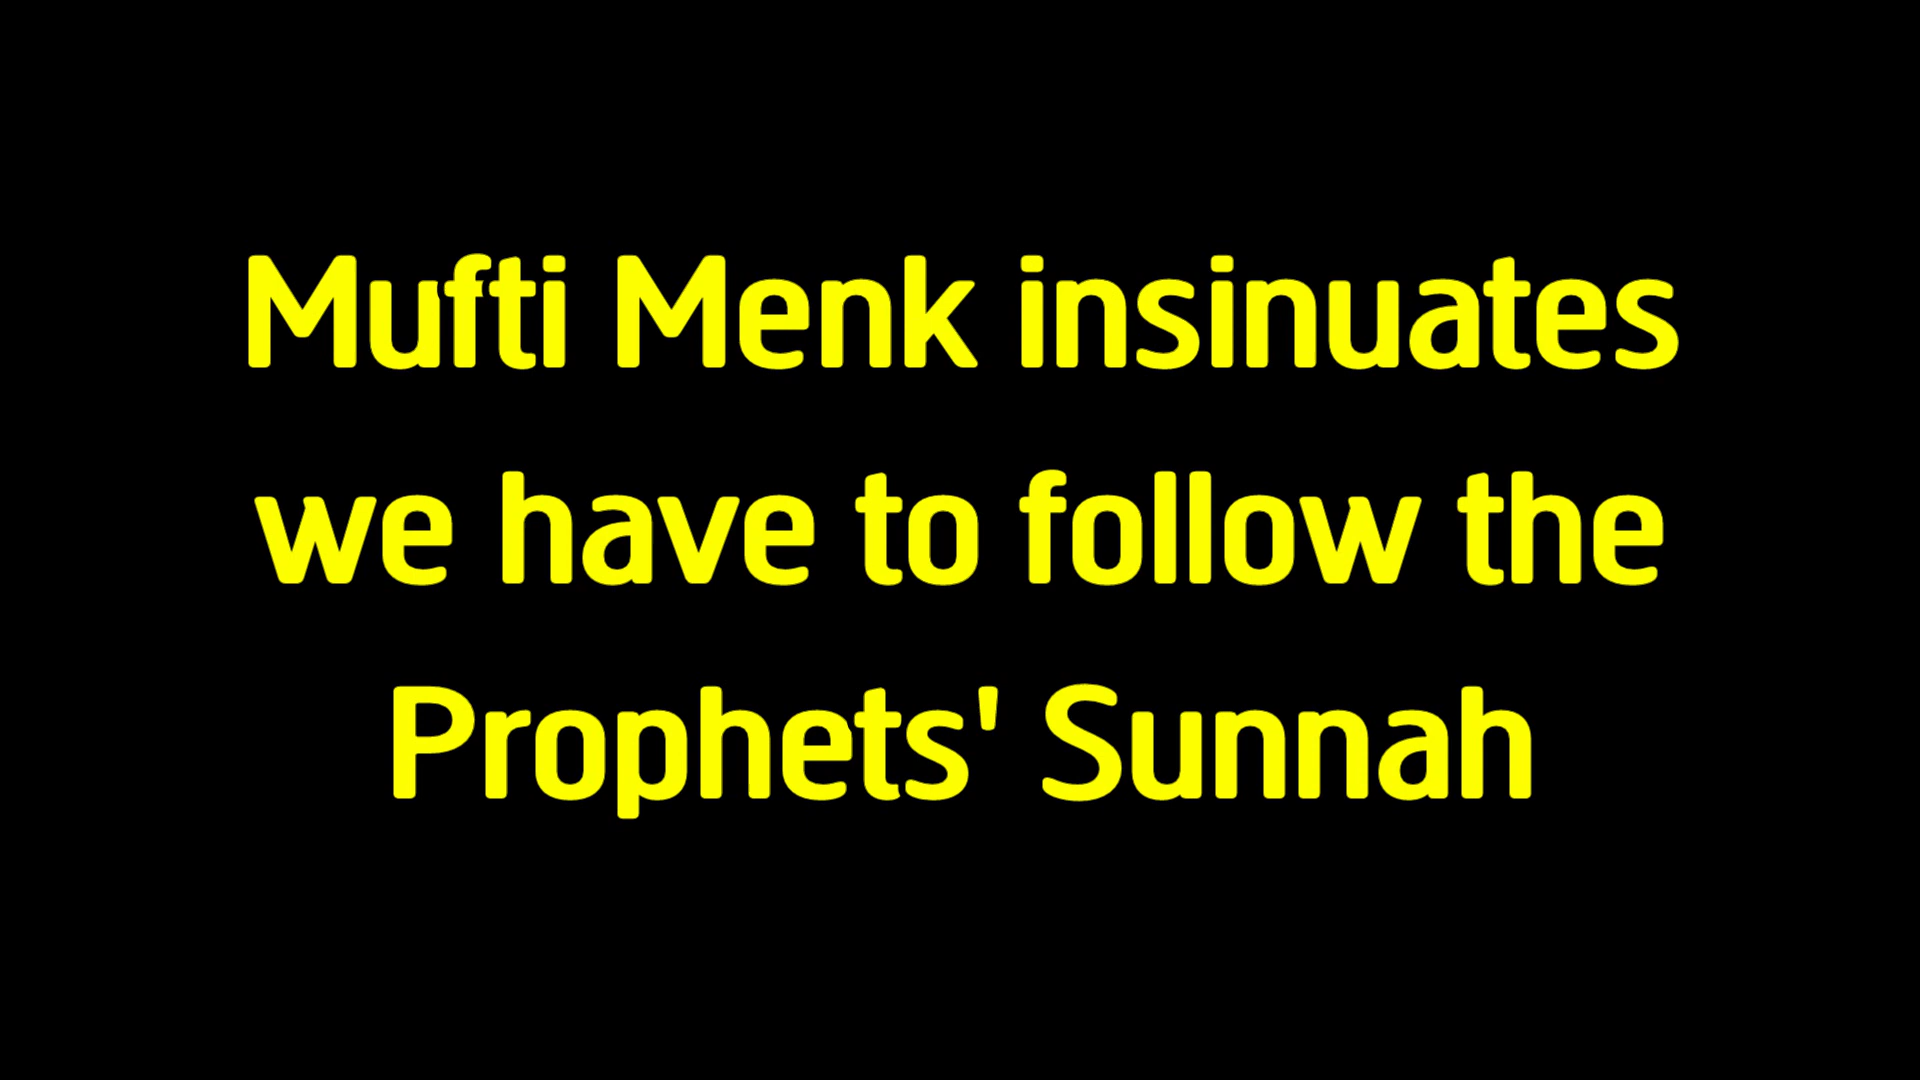 Mufti Menk insinuates
we have to follow the
Prophets' Sunnah